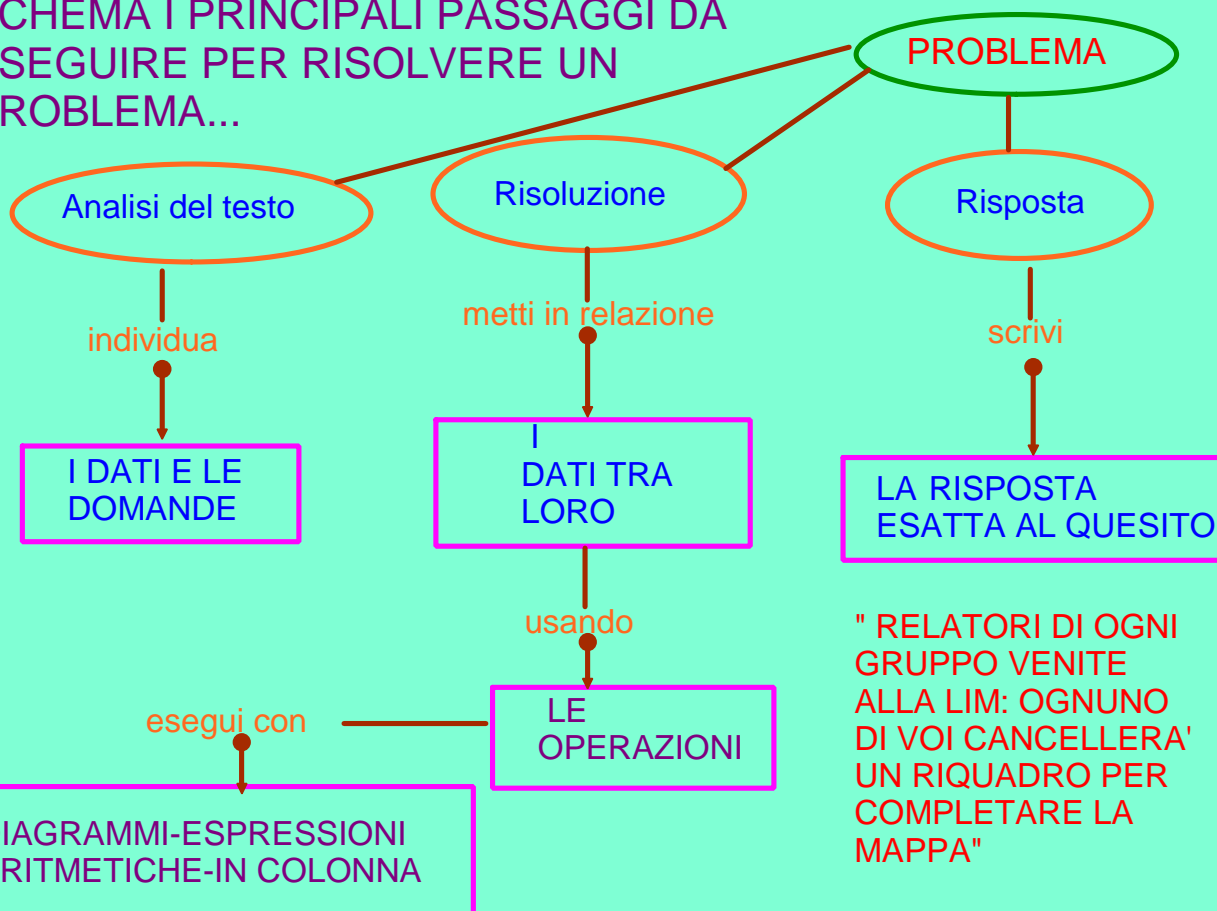 CHEMA I PRINCIPALI PASSAGGI DA
SEGUIRE PER RISOLVERE UN
ROBLEMA...
PROBLEMA
Analisi del testo
Risoluzione
Risposta
individua
metti in relazione
scrivi
I DATI E LE
DOMANDE
I
DATI TRA
LORO
LA RISPOSTA
ESATTA AL QUESITO
usando
LE
OPERAZIONI
esegui con
IAGRAMMI-ESPRESSIONI
RITMETICHE-IN COLONNA
" RELATORI DI OGNI
GRUPPO VENITE
ALLA LIM: OGNUNO
DI VOI CANCELLERA'
UN RIQUADRO PER
COMPLETARE LA
MAPPA"